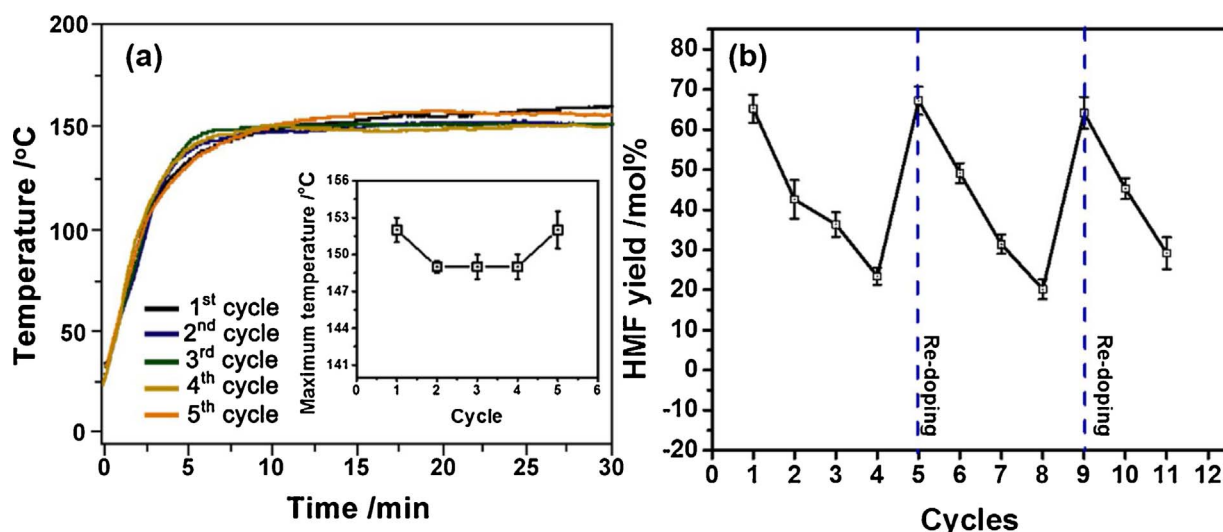 (a)
Temperature /°C
200
150
100
50
0
1st cycle
2nd cycle
3rd cycle
4th cycle
5th cycle
Maximum temperature /°C
156
153
150
147
144
141
0 1 2 3 4 5 6
Cycle
0 5 10 15 20 25 30
Time /min
(b)
HMF yield /mol%
80
70
60
50
40
30
20
10
0
-10
-20
Re-doping
Re-doping
0 1 2 3 4 5 6 7 8 9 10 11 12
Cycles